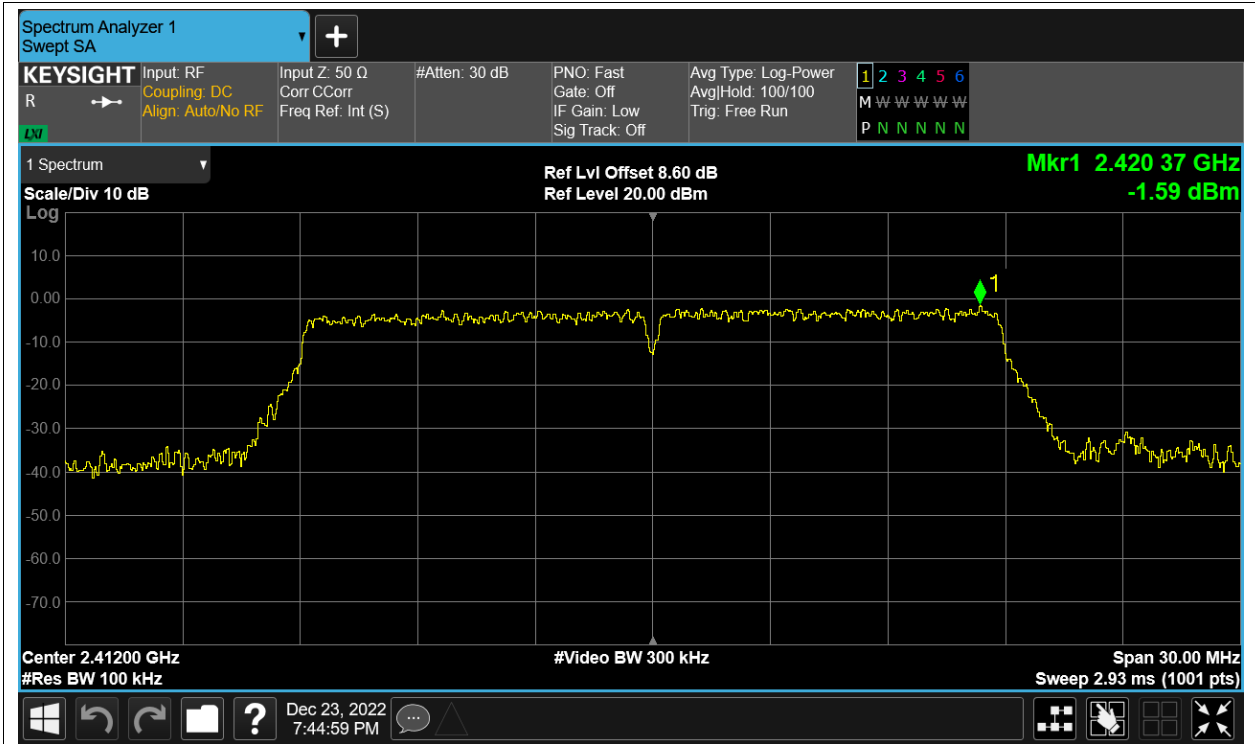 Spectrum Analyzer 1
Swept SA
KEYSIGHT
R
LXI
Input: RF
Coupling: DC
Align: Auto/No RF
Input Z: 50 Ω
Corr CCorr
Freq Ref: Int (S)
#Atten: 30 dB
PNO: Fast
Gate: Off
IF Gain: Low
Sig Track: Off
Avg Type: Log-Power
Avg|Hold: 100/100
Trig: Free Run
1 2 3 4 5 6
M W W W W W
P N N N N N
1 Spectrum
Scale/Div 10 dB
Log
Ref Lvl Offset 8.60 dB
Ref Level 20.00 dBm
Mkr1 2.420 37 GHz
-1.59 dBm
10.0
0.00
1
-10.0
-20.0
-30.0
-40.0
-50.0
-60.0
-70.0
Center 2.41200 GHz
#Res BW 100 kHz
#Video BW 300 kHz
Span 30.00 MHz
Sweep 2.93 ms (1001 pts)
?
Dec 23, 2022
7:44:59 PM